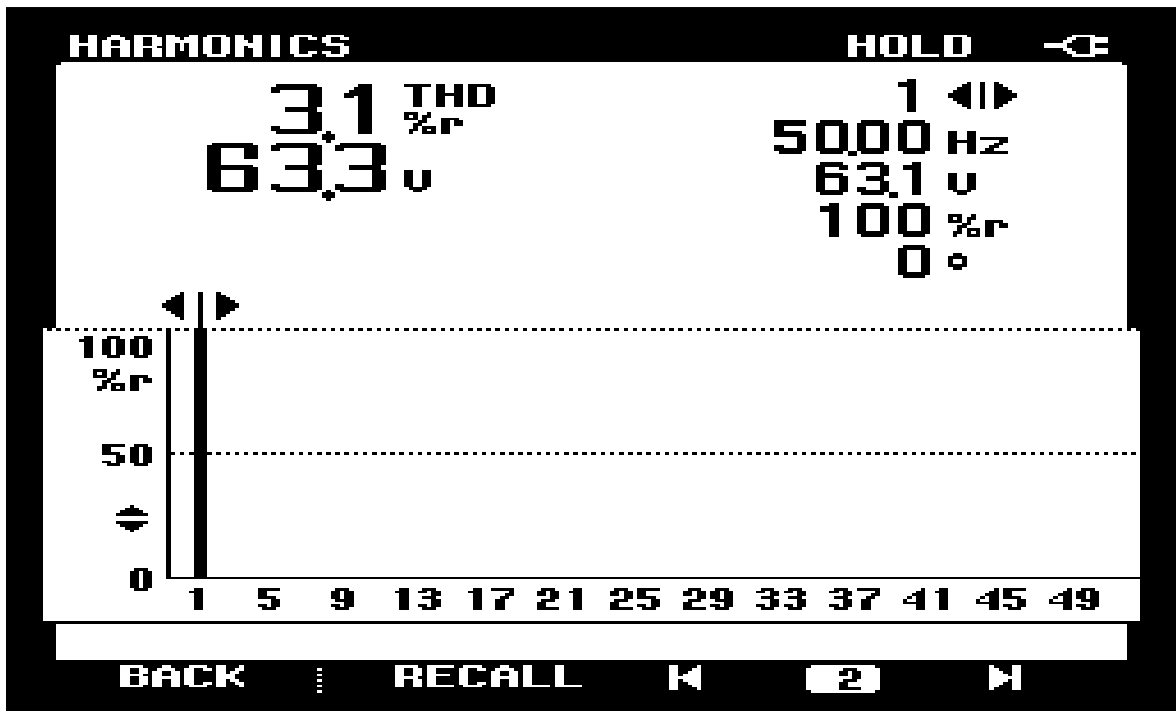 HARMONICS HOLD
3.1 THD %r
63.3 V
1
50.00 Hz
63.1 V
100 %r
0 °
100
%r
50
0
1 5 9 13 17 21 25 29 33 37 41 45 49
BACK RECALL 2